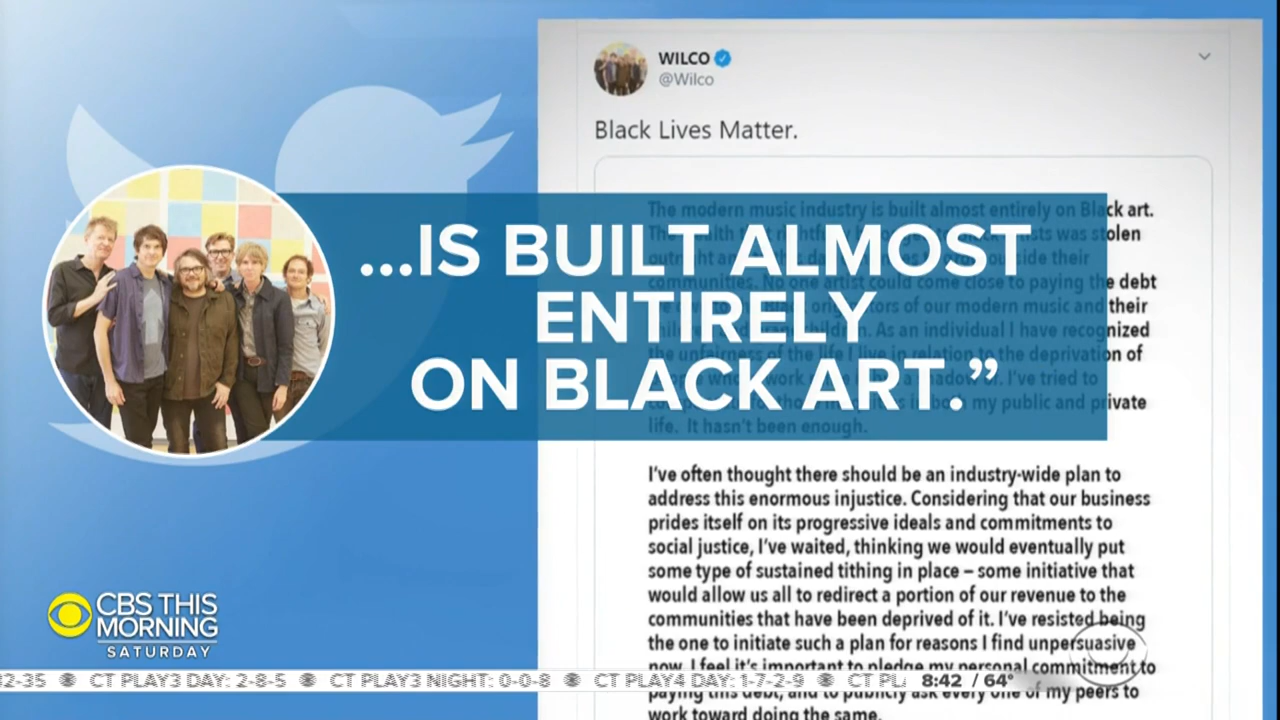 WILCO
@Wilco
Black Lives Matter.
The modern music industry is built almost entirely on Black art.
stolen
life. It hasn't been enough.
...IS BUILT ALMOST
ENTIRELY
ON BLACK ART.”
I've often thought there should be an industry-wide plan to
address this enormous injustice. Considering that our business
prides itself on its progressive ideals and commitments to
social justice, I've waited, thinking we would eventually put
some type of sustained tithing in place – some initiative that
would allow us all to redirect a portion of our revenue to the
communities that have been deprived of it. I've resisted being
the one to initiate such a plan for reasons I find unpersuasive
now. I feel it's important to pledge my personal commitment to
paying this debt, and to publicly ask every one of my peers to
work toward doing the same.
CBS THIS
MORNING
SATURDAY
2-35 CT PLAY3 DAY: 2-8-5 CT PLAY3 NIGHT: 0-0-8 CT PLAY4 DAY: 1-7-2-9 CT PL 8:42 / 64°